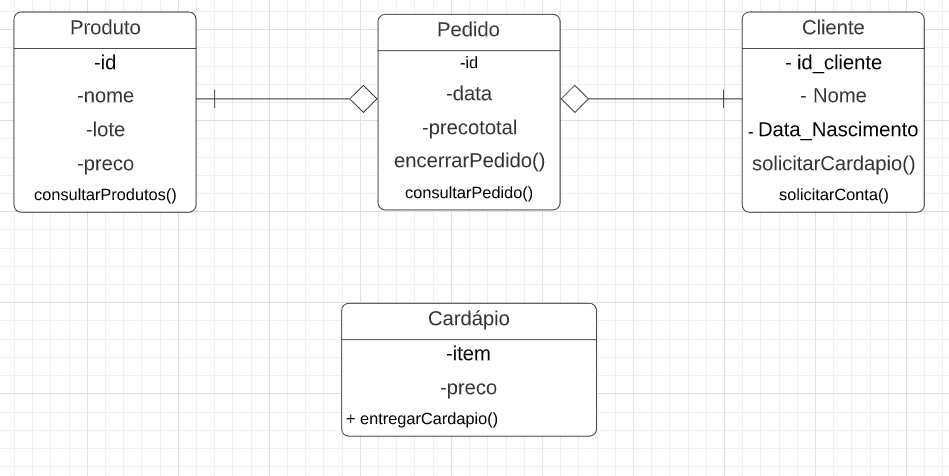 Produto
-id
-nome
-lote
-preco
consultarProdutos()
Pedido
-id
-data
-precototal
encerrarPedido()
consultarPedido()
Cliente
- id_cliente
- Nome
- Data_Nascimento
solicitarCardapio()
solicitarConta()
Cardápio
-item
-preco
+ entregarCardapio()